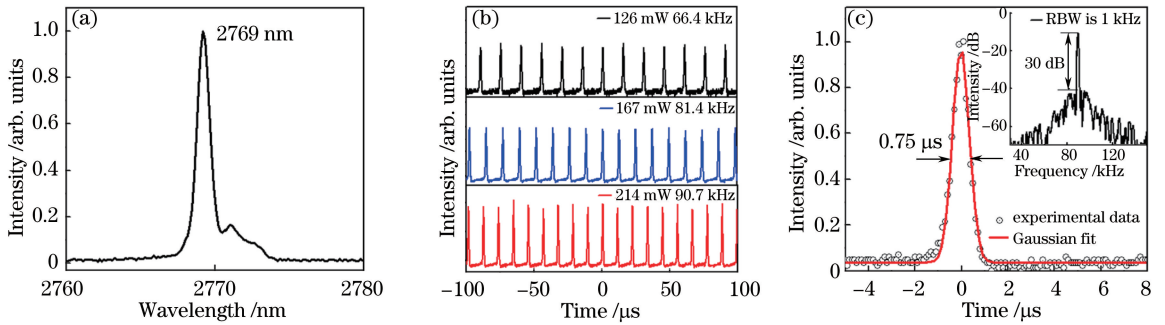 (a)
2769 nm
Intensity /arb. units
1.0
0.8
0.6
0.4
0.2
0
2760
2770
2780
Wavelength /nm
(b)
126 mW 66.4 kHz
167 mW 81.4 kHz
214 mW 90.7 kHz
Intensity /arb. units
−100
−50
0
50
100
Time /μs
(c)
Intensity /arb. units
1.0
0.8
0.6
0.4
0.2
0
0.75 μs
experimental data
Gaussian fit
−4
−2
0
2
4
6
8
Time /μs
RBW is 1 kHz
30 dB
Intensity /dB
0
−20
−40
−60
40
80
120
Frequency /kHz